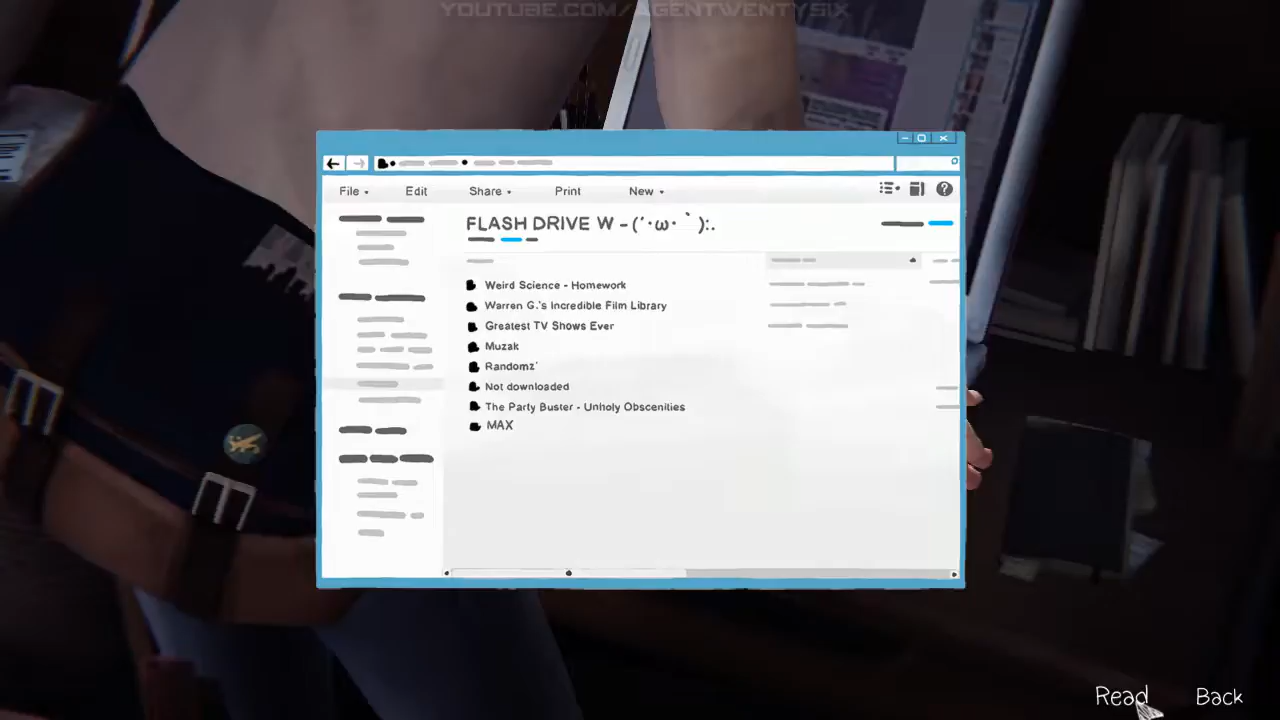 YOUTUBE.COM/AGENTWENTYSIX
File Edit Share Print New
FLASH DRIVE W -(´･ω･｀):.
Weird Science - Homework
Warren G.'s Incredible Film Library
Greatest TV Shows Ever
Muzak
Randomz'
Not downloaded
The Party Buster - Unholy Obscenities
MAX
Read Back